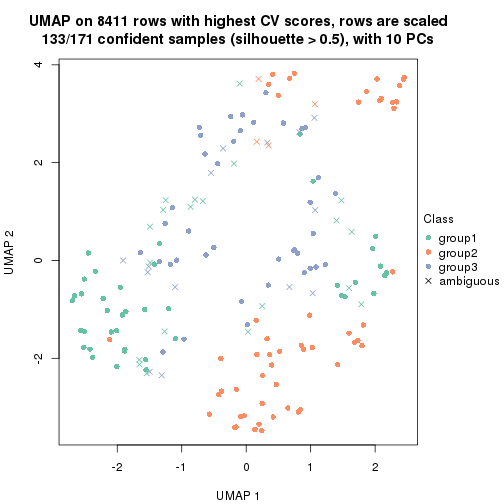 UMAP on 8411 rows with highest CV scores, rows are scaled
133/171 confident samples (silhouette > 0.5), with 10 PCs
4
2
0
-2
UMAP 2
-2
-1
0
1
2
UMAP 1
Class
group1
group2
group3
ambiguous